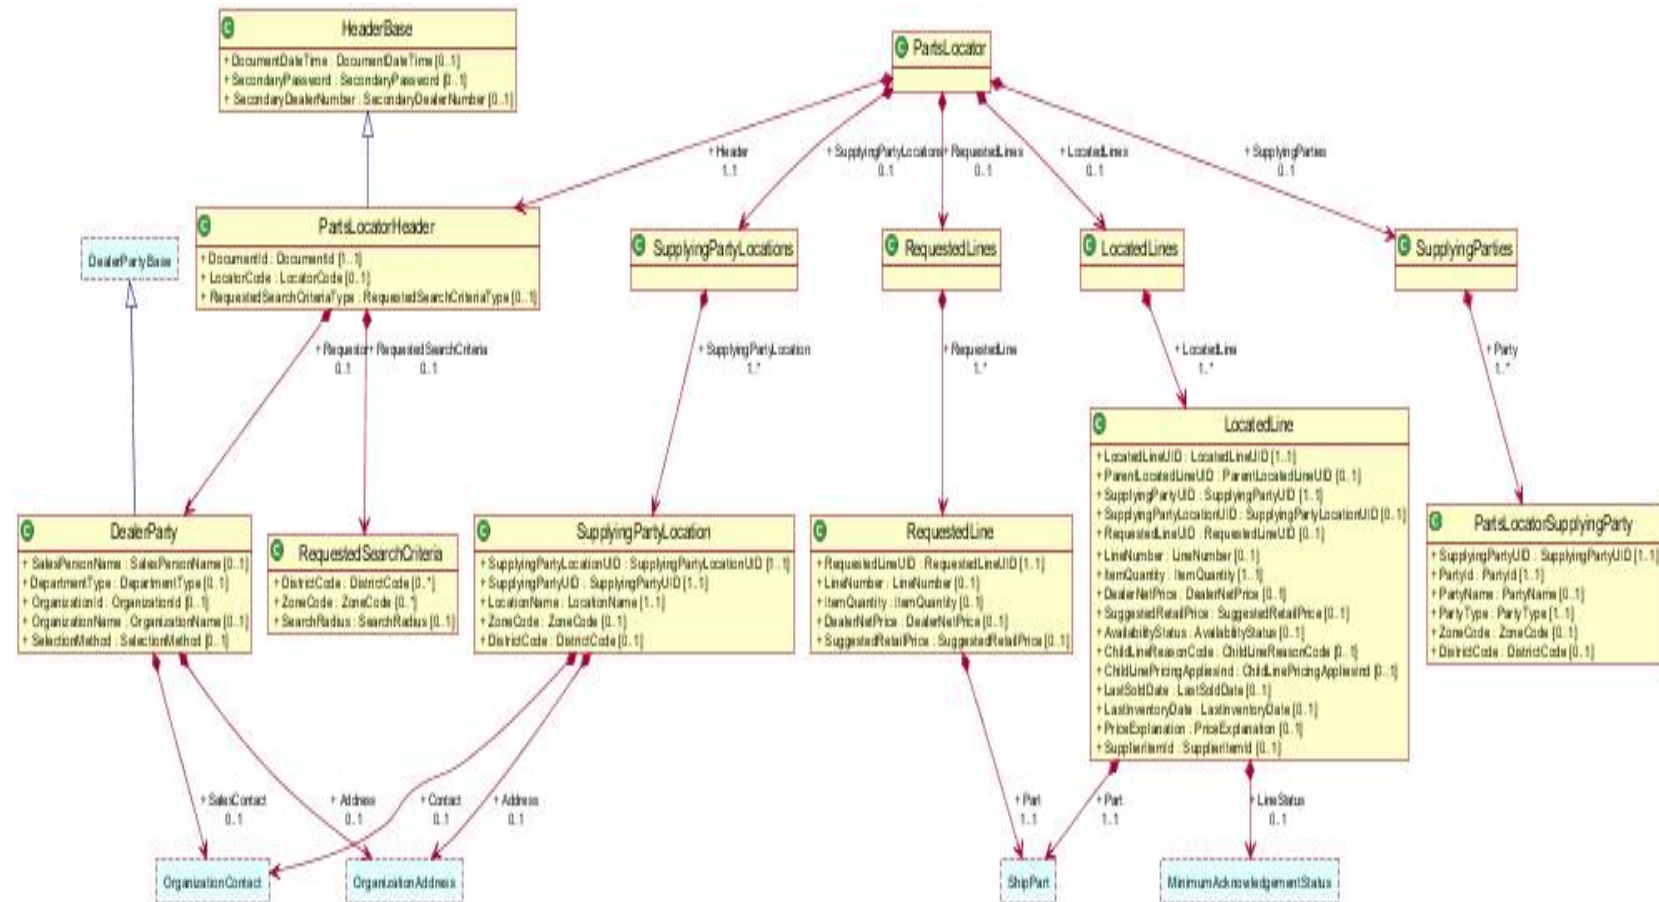 HeaderBase
+ DocumentDateTime : DocumentDateTime [0..1]
+ SecondaryPassword : SecondaryPassword [0..1]
+ SecondaryDealerNumber : SecondaryDealerNumber [0..1]
PartsLocator
+ Header
1..1
+ SupplyingPartyLocations
0..1
+ RequestedLines
0..1
+ LocatedLines
0..1
+ SupplyingParties
0..1
DealerPartyBase
PartsLocatorHeader
+ DocumentId : DocumentId [1..1]
+ LocatorCode : LocatorCode [0..1]
+ RequestedSearchCriteriaType : RequestedSearchCriteriaType [0..1]
SupplyingPartyLocations
RequestedLines
LocatedLines
SupplyingParties
+ Requestor
0..1
+ RequestedSearchCriteria
0..1
+ SupplyingPartyLocation
1..*
+ RequestedLine
1..*
+ LocatedLine
1..*
+ Party
1..*
DealerParty
+ SalesPersonName : SalesPersonName [0..1]
+ DepartmentType : DepartmentType [0..1]
+ OrganizationId : OrganizationId [0..1]
+ OrganizationName : OrganizationName [0..1]
+ SelectionMethod : SelectionMethod [0..1]
RequestedSearchCriteria
+ DistrictCode : DistrictCode [0..*]
+ ZoneCode : ZoneCode [0..*]
+ SearchRadius : SearchRadius [0..1]
SupplyingPartyLocation
+ SupplyingPartyLocationUID : SupplyingPartyLocationUID [1..1]
+ SupplyingPartyUID : SupplyingPartyUID [1..1]
+ LocationName : LocationName [1..1]
+ ZoneCode : ZoneCode [0..1]
+ DistrictCode : DistrictCode [0..1]
RequestedLine
+ RequestedLineUID : RequestedLineUID [1..1]
+ LineNumber : LineNumber [0..1]
+ ItemQuantity : ItemQuantity [0..1]
+ DealerNetPrice : DealerNetPrice [0..1]
+ SuggestedRetailPrice : SuggestedRetailPrice [0..1]
LocatedLine
+ LocatedLineUID : LocatedLineUID [1..1]
+ ParentLocatedLineUID : ParentLocatedLineUID [0..1]
+ SupplyingPartyUID : SupplyingPartyUID [1..1]
+ SupplyingPartyLocationUID : SupplyingPartyLocationUID [0..1]
+ RequestedLineUID : RequestedLineUID [0..1]
+ LineNumber : LineNumber [0..1]
+ ItemQuantity : ItemQuantity [1..1]
+ DealerNetPrice : DealerNetPrice [0..1]
+ SuggestedRetailPrice : SuggestedRetailPrice [0..1]
+ AvailabilityStatus : AvailabilityStatus [0..1]
+ ChildLineReasonCode : ChildLineReasonCode [0..1]
+ ChildLinePricingAppliesInd : ChildLinePricingAppliesInd [0..1]
+ LastSoldDate : LastSoldDate [0..1]
+ LastInventoryDate : LastInventoryDate [0..1]
+ PriceExplanation : PriceExplanation [0..1]
+ SupplierItemId : SupplierItemId [0..1]
PartsLocatorSupplyingParty
+ SupplyingPartyUID : SupplyingPartyUID [1..1]
+ PartyId : PartyId [1..1]
+ PartyName : PartyName [0..1]
+ PartyType : PartyType [1..1]
+ ZoneCode : ZoneCode [0..1]
+ DistrictCode : DistrictCode [0..1]
+ SalesContact
0..1
+ Address
0..1
+ Contact
0..1
+ Address
0..1
+ Part
1..1
+ Part
1..1
+ LineStatus
0..1
OrganizationContact
OrganizationAddress
ShipPart
MinimumAcknowledgementStatus